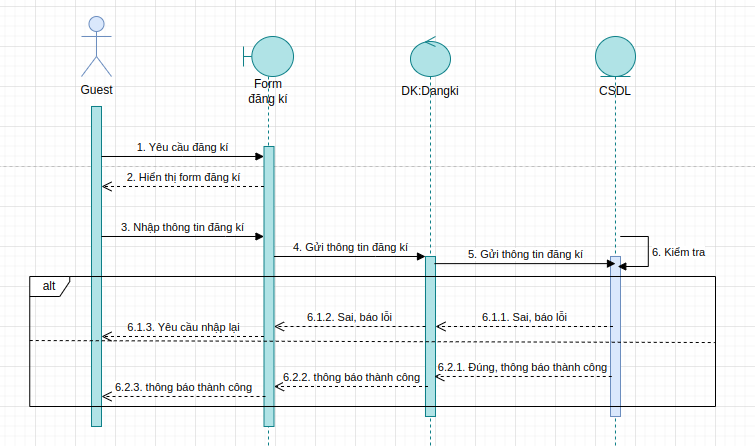 Guest
Form
đăng kí
DK:Dangki
CSDL
1. Yêu cầu đăng kí
2. Hiển thị form đăng kí
3. Nhập thông tin đăng kí
4. Gửi thông tin đăng kí
5. Gửi thông tin đăng kí
6. Kiểm tra
alt
6.1.1. Sai, báo lỗi
6.1.2. Sai, báo lỗi
6.1.3. Yêu cầu nhập lại
6.2.1. Đúng, thông báo thành công
6.2.2. thông báo thành công
6.2.3. thông báo thành công